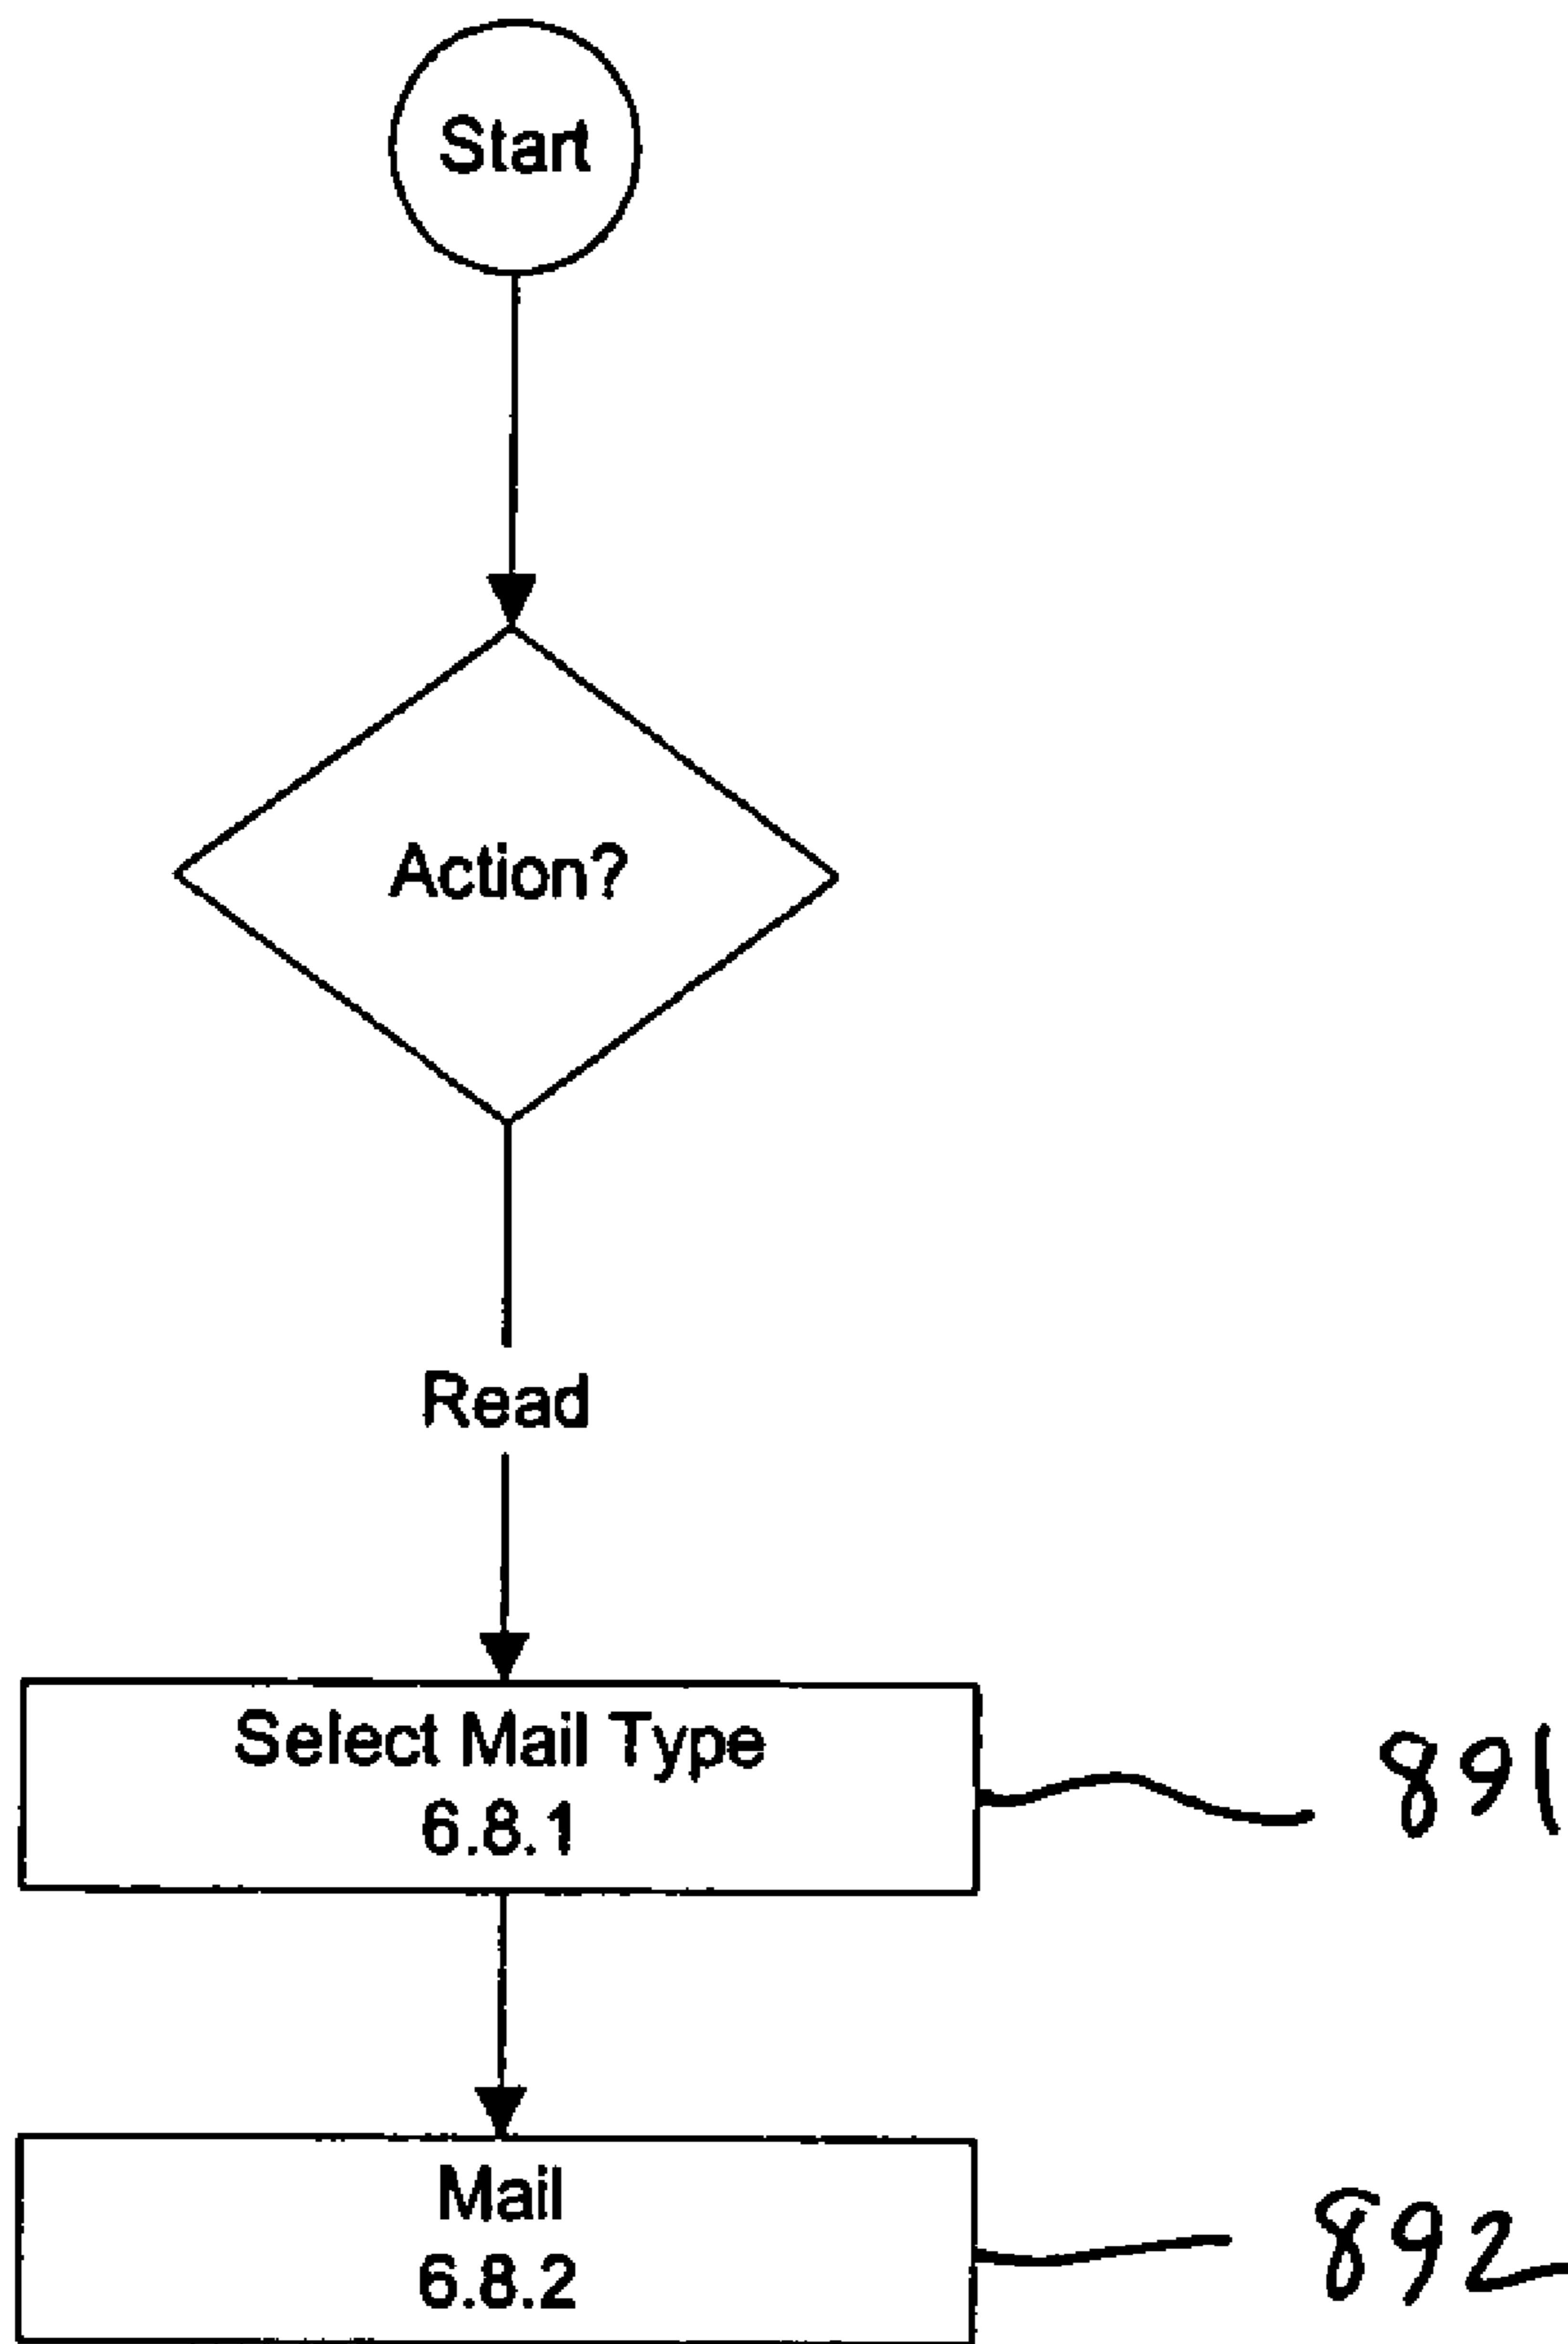 Start
Action?
Read
Select Mail Type
6.8.1
891
Mail
6.8.2
892